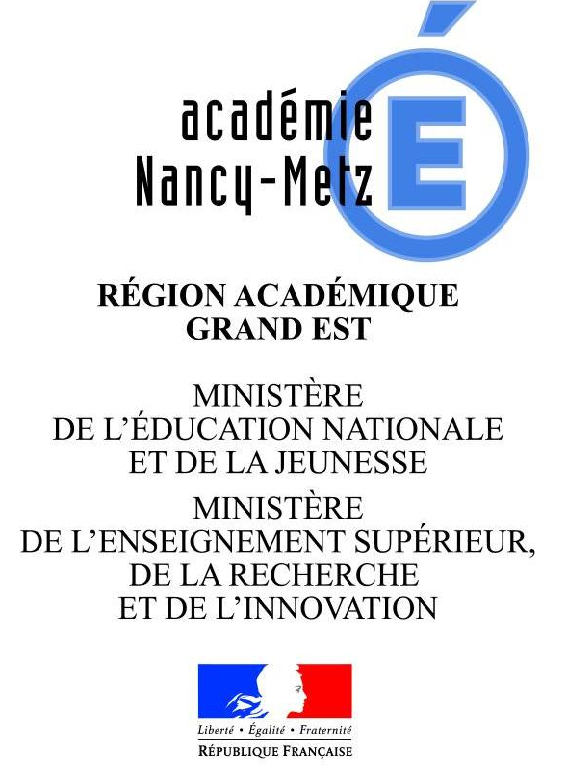 É
académie
Nancy-Metz
RÉGION ACADÉMIQUE
GRAND EST
MINISTÈRE
DE L'ÉDUCATION NATIONALE
ET DE LA JEUNESSE
MINISTÈRE
DE L'ENSEIGNEMENT SUPÉRIEUR,
DE LA RECHERCHE
ET DE L'INNOVATION
Liberté • Égalité • Fraternité
RÉPUBLIQUE FRANÇAISE